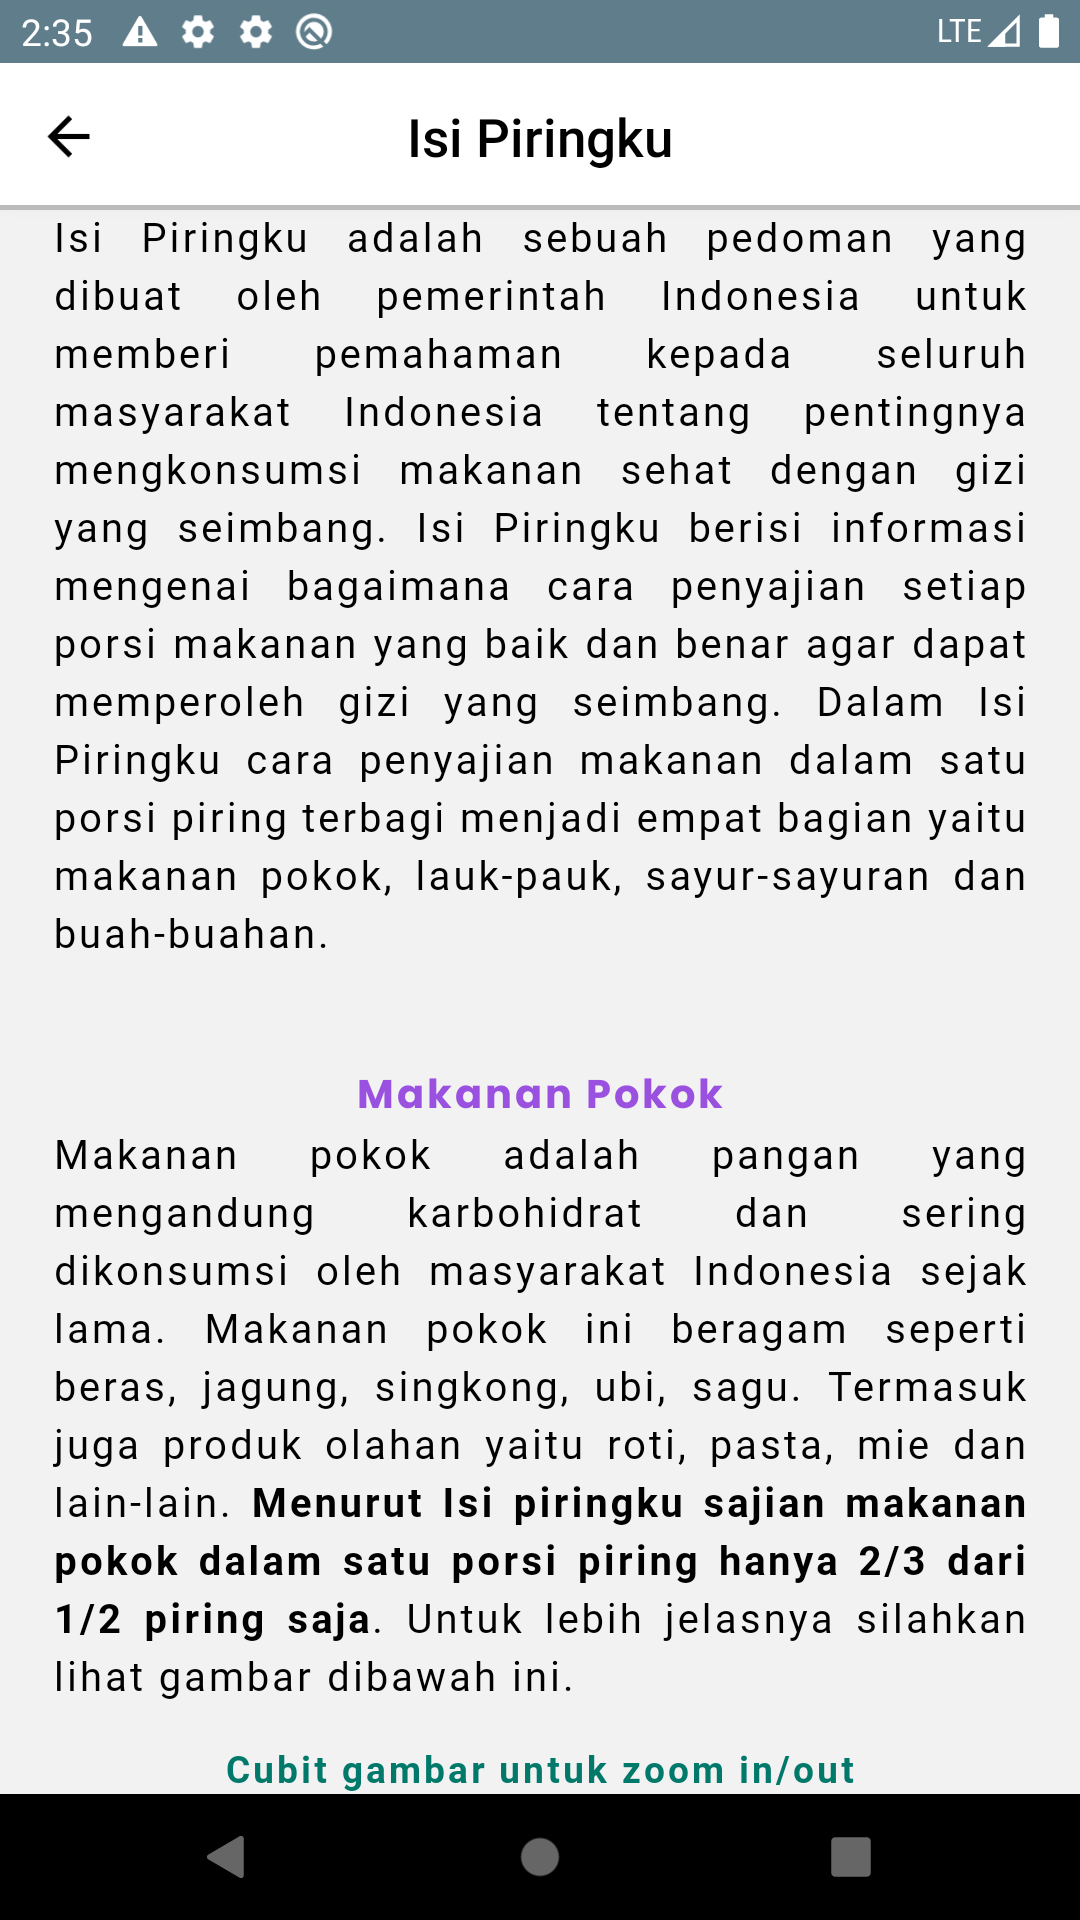 2:35
LTE
Isi Piringku
Isi Piringku adalah sebuah pedoman yang
dibuat oleh pemerintah Indonesia untuk
memberi pemahaman kepada seluruh
masyarakat Indonesia tentang pentingnya
mengkonsumsi makanan sehat dengan gizi
yang seimbang. Isi Piringku berisi informasi
mengenai bagaimana cara penyajian setiap
porsi makanan yang baik dan benar agar dapat
memperoleh gizi yang seimbang. Dalam Isi
Piringku cara penyajian makanan dalam satu
porsi piring terbagi menjadi empat bagian yaitu
makanan pokok, lauk-pauk, sayur-sayuran dan
buah-buahan.
Makanan Pokok
Makanan pokok adalah pangan yang
mengandung karbohidrat dan sering
dikonsumsi oleh masyarakat Indonesia sejak
lama. Makanan pokok ini beragam seperti
beras, jagung, singkong, ubi, sagu. Termasuk
juga produk olahan yaitu roti, pasta, mie dan
lain-lain. Menurut Isi piringku sajian makanan
pokok dalam satu porsi piring hanya 2/3 dari
1/2 piring saja. Untuk lebih jelasnya silahkan
lihat gambar dibawah ini.
Cubit gambar untuk zoom in/out